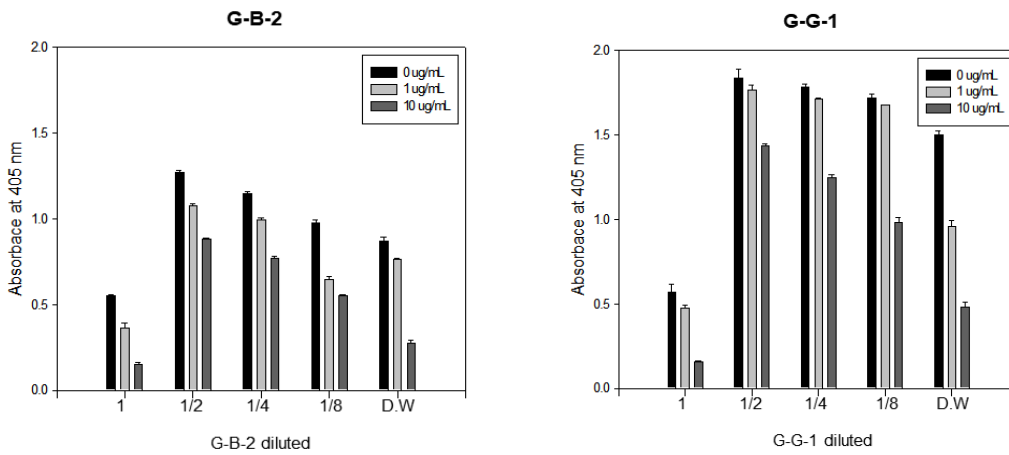 G-B-2
2.0
1.5
1.0
0.5
0.0
Absorbace at 405 nm
0 ug/mL
1 ug/mL
10 ug/mL
1 1/2 1/4 1/8 D.W
G-B-2 diluted
G-G-1
2.0
1.5
1.0
0.5
0.0
Absorbace at 405 nm
0 ug/mL
1 ug/mL
10 ug/mL
1 1/2 1/4 1/8 D.W
G-G-1 diluted